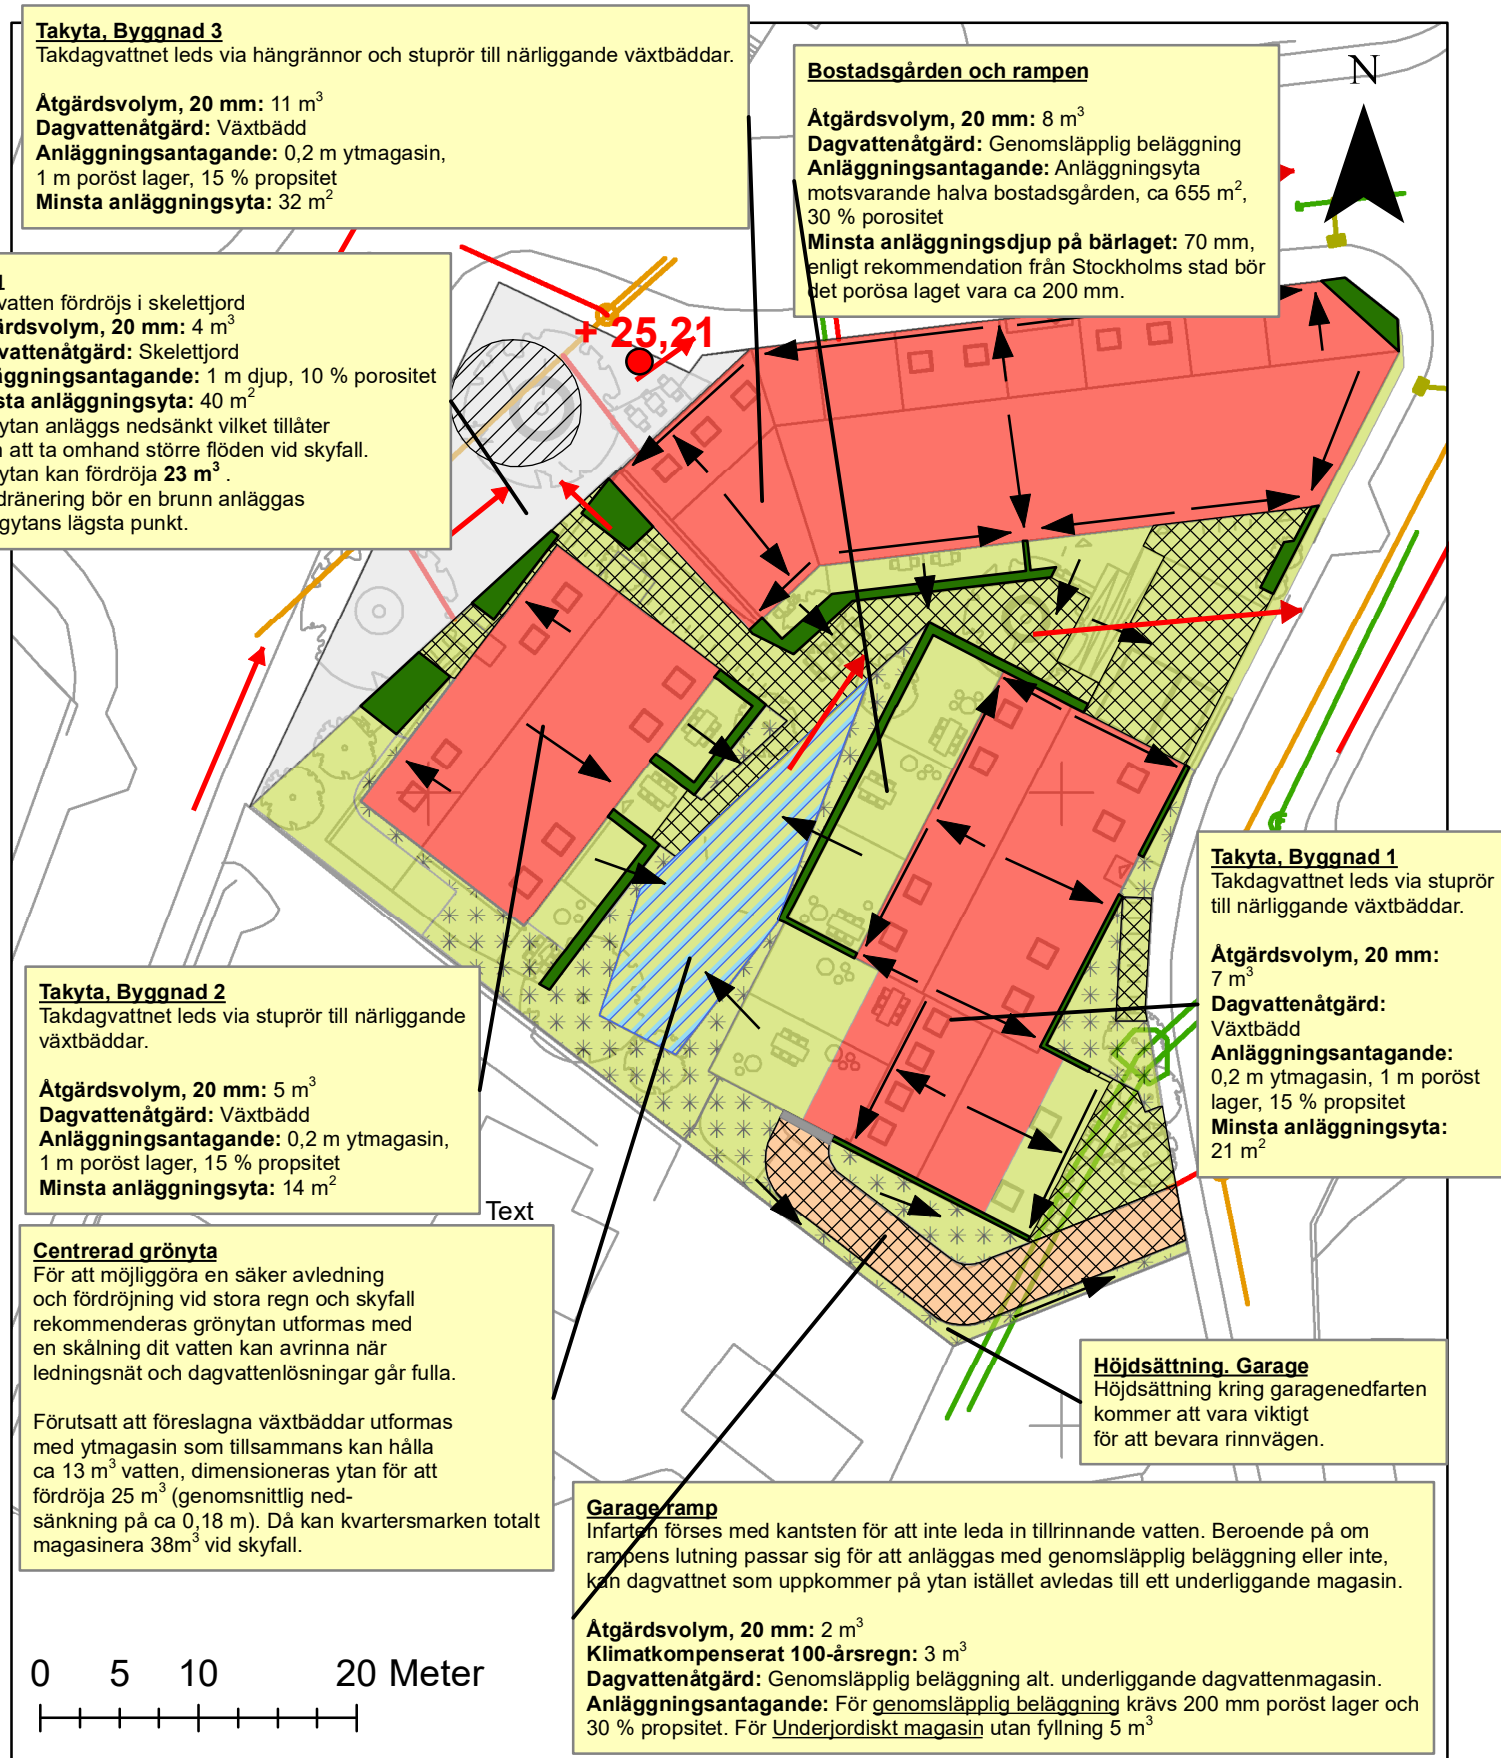 Takyta, Byggnad 3
Takdagvattnet leds via hängrännor och stuprör till närliggande växtbäddar.
Åtgärdsvolym, 20 mm: 11 m³
Dagvattenåtgärd: Växtbädd
Anläggningsantagande: 0,2 m ytmagasin,
1 m poröst lager, 15 % propsitet
Minsta anläggningsyta: 32 m²
Bostadsgården och rampen
Åtgärdsvolym, 20 mm: 8 m³
Dagvattenåtgärd: Genomsläpplig beläggning
Anläggningsantagande: Anläggningsyta
motsvarande halva bostadsgården, ca 655 m²,
30 % porositet
Minsta anläggningsdjup på bärlaget: 70 mm,
enligt rekommendation från Stockholms stad bör
det porösa laget vara ca 200 mm.
N
vatten fördröjs i skelettjord
ärdsvolym, 20 mm: 4 m³
vattenåtgärd: Skelettjord
äggningsantagande: 1 m djup, 10 % porositet
sta anläggningsyta: 40 m²
ytan anläggs nedsänkt vilket tillåter
att ta omhand större flöden vid skyfall.
ytan kan fördröja 23 m³ .
dränering bör en brunn anläggas
gytans lägsta punkt.
+ 25,21
Takyta, Byggnad 1
Takdagvattnet leds via stuprör
till närliggande växtbäddar.
Åtgärdsvolym, 20 mm:
7 m³
Dagvattenåtgärd:
Växtbädd
Anläggningsantagande:
0,2 m ytmagasin, 1 m poröst
lager, 15 % propsitet
Minsta anläggningsyta:
21 m²
Takyta, Byggnad 2
Takdagvattnet leds via stuprör till närliggande
växtbäddar.
Åtgärdsvolym, 20 mm: 5 m³
Dagvattenåtgärd: Växtbädd
Anläggningsantagande: 0,2 m ytmagasin,
1 m poröst lager, 15 % propsitet
Minsta anläggningsyta: 14 m²
Text
Centrerad grönyta
För att möjliggöra en säker avledning
och fördröjning vid stora regn och skyfall
rekommenderas grönytan utformas med
en skålning dit vatten kan avrinna när
ledningsnät och dagvattenlösningar går fulla.
Förutsatt att föreslagna växtbäddar utformas
med ytmagasin som tillsammans kan hålla
ca 13 m³ vatten, dimensioneras ytan för att
fördröja 25 m³ (genomsnittlig ned-
sänkning på ca 0,18 m). Då kan kvartersmarken totalt
magasinera 38m³ vid skyfall.
Höjdsättning. Garage
Höjdsättning kring garagenedfarten
kommer att vara viktigt
för att bevara rinnvägen.
Garage ramp
Infarten förses med kantsten för att inte leda in tillrinnande vatten. Beroende på om
rampens lutning passar sig för att anläggas med genomsläpplig beläggning eller inte,
kan dagvattnet som uppkommer på ytan istället avledas till ett underliggande magasin.
Åtgärdsvolym, 20 mm: 2 m³
Klimatkompenserat 100-årsregn: 3 m³
Dagvattenåtgärd: Genomsläpplig beläggning alt. underliggande dagvattenmagasin.
Anläggningsantagande: För genomsläpplig beläggning krävs 200 mm poröst lager och
30 % propsitet. För Underjordiskt magasin utan fyllning 5 m³
0 5 10 20 Meter